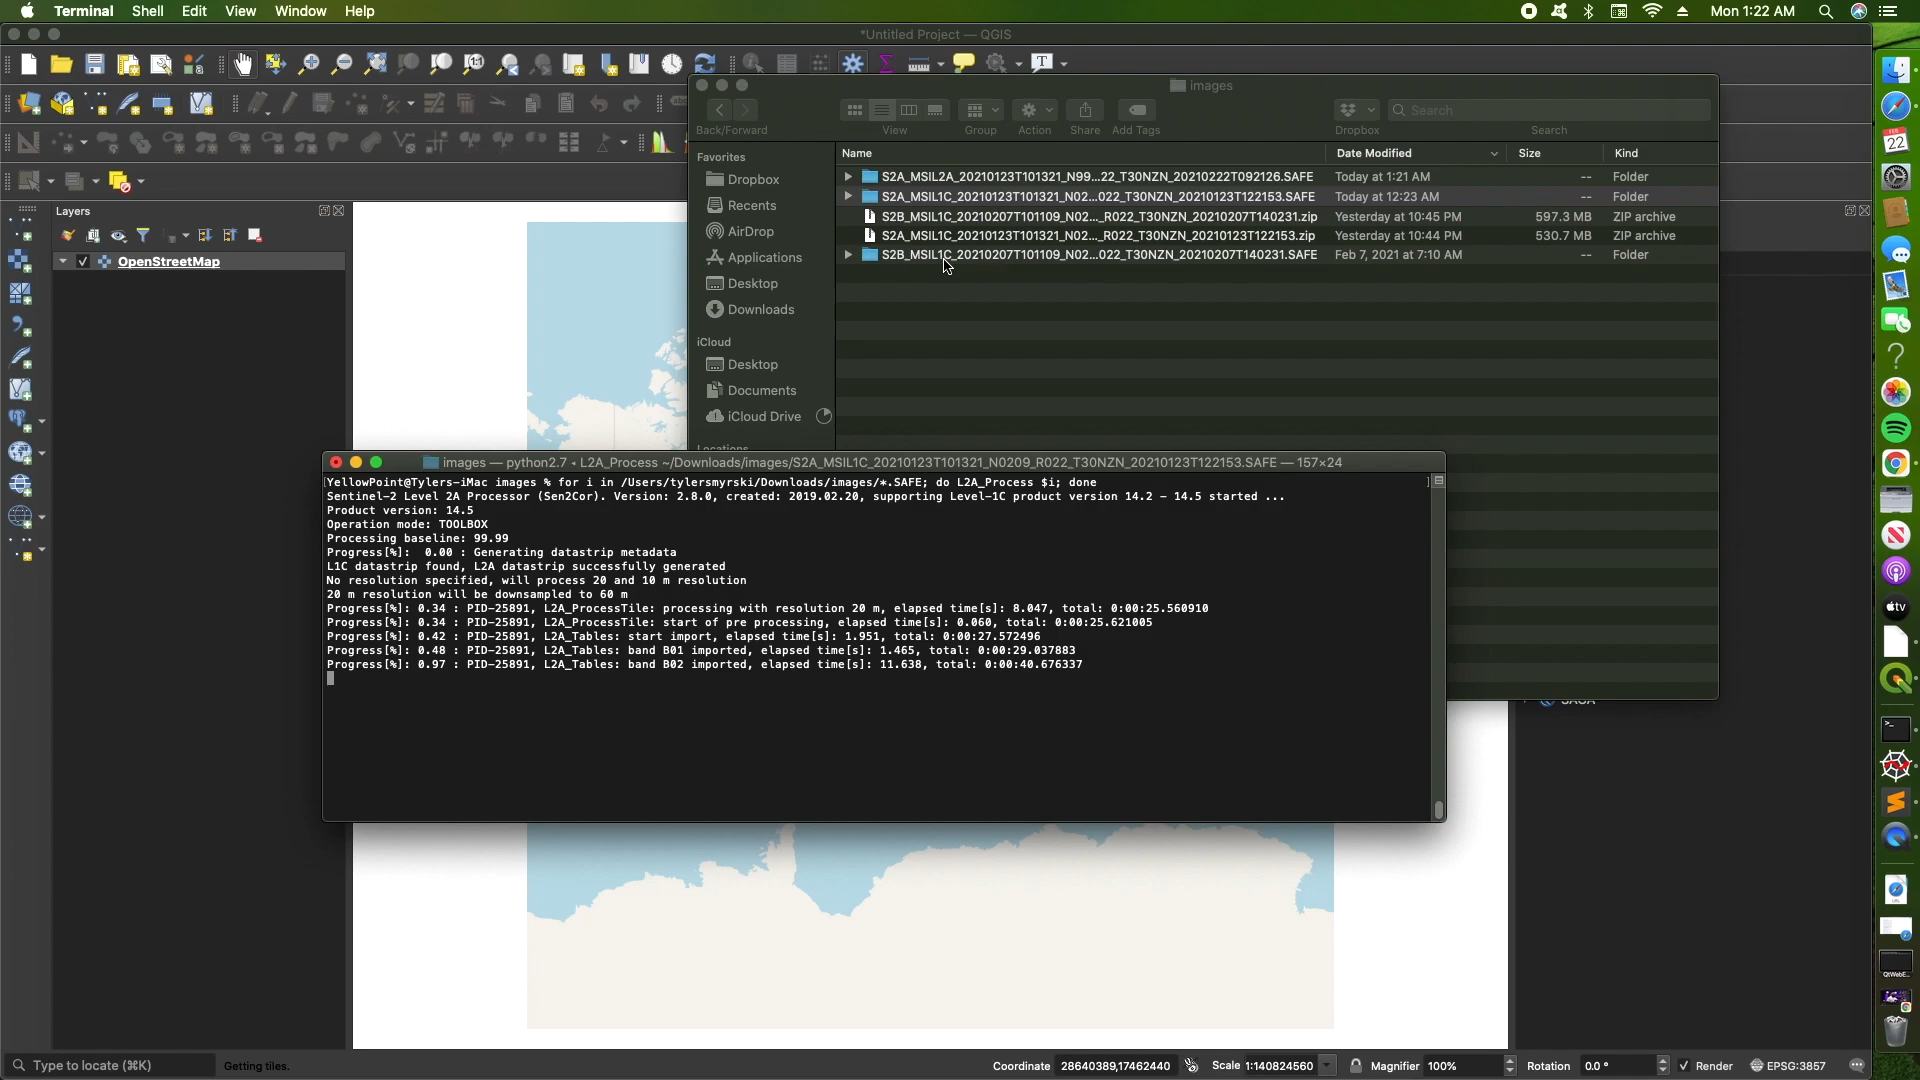 Terminal Shell Edit View Window Help
Mon 1:22 AM
*Untitled Project — QGIS
images
Back/Forward View Group Action Share Add Tags Dropbox Search
Search
Favorites
Dropbox
Recents
AirDrop
Applications
Desktop
Downloads
iCloud
Desktop
Documents
iCloud Drive
Locations
Name Date Modified Size Kind
S2A_MSIL2A_20210123T101321_N99...22_T30NZN_20210222T092126.SAFE Today at 1:21 AM -- Folder
S2A_MSIL1C_20210123T101321_N02...022_T30NZN_20210123T122153.SAFE Today at 12:23 AM -- Folder
S2B_MSIL1C_20210207T101109_N02..._R022_T30NZN_20210207T140231.zip Yesterday at 10:45 PM 597.3 MB ZIP archive
S2A_MSIL1C_20210123T101321_N02..._R022_T30NZN_20210123T122153.zip Yesterday at 10:44 PM 530.7 MB ZIP archive
S2B_MSIL1C_20210207T101109_N02...022_T30NZN_20210207T140231.SAFE Feb 7, 2021 at 7:10 AM -- Folder
Layers
OpenStreetMap
images — python2.7 ◂ L2A_Process ~/Downloads/images/S2A_MSIL1C_20210123T101321_N0209_R022_T30NZN_20210123T122153.SAFE — 157×24
[YellowPoint@Tylers-iMac images % for i in /Users/tylersmyrski/Downloads/images/*.SAFE; do L2A_Process $i; done ]
Sentinel-2 Level 2A Processor (Sen2Cor). Version: 2.8.0, created: 2019.02.20, supporting Level-1C product version 14.2 - 14.5 started ...
Product version: 14.5
Operation mode: TOOLBOX
Processing baseline: 99.99
Progress[%]: 0.00 : Generating datastrip metadata
L1C datastrip found, L2A datastrip successfully generated
No resolution specified, will process 20 and 10 m resolution
20 m resolution will be downsampled to 60 m
Progress[%]: 0.34 : PID-25891, L2A_ProcessTile: processing with resolution 20 m, elapsed time[s]: 8.047, total: 0:00:25.560910
Progress[%]: 0.34 : PID-25891, L2A_ProcessTile: start of pre processing, elapsed time[s]: 0.060, total: 0:00:25.621005
Progress[%]: 0.42 : PID-25891, L2A_Tables: start import, elapsed time[s]: 1.951, total: 0:00:27.572496
Progress[%]: 0.48 : PID-25891, L2A_Tables: band B01 imported, elapsed time[s]: 1.465, total: 0:00:29.037883
Progress[%]: 0.97 : PID-25891, L2A_Tables: band B02 imported, elapsed time[s]: 11.638, total: 0:00:40.676337
SAGA
FEB
22
tv
Type to locate (⌘K) Getting tiles. Coordinate 28640389,17462440 Scale 1:140824560 Magnifier 100% Rotation 0.0 ° Render EPSG:3857